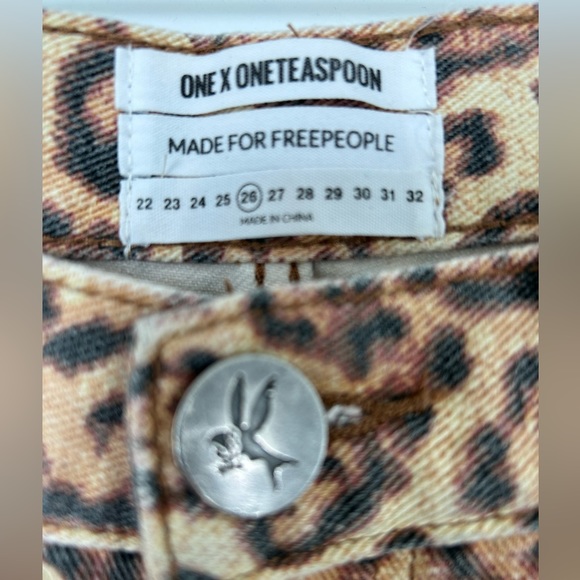 ONE X ONETEASPOON
MADE FOR FREEPEOPLE
22 23 24 25 26 27 28 29 30 31 32
MADE IN CHINA